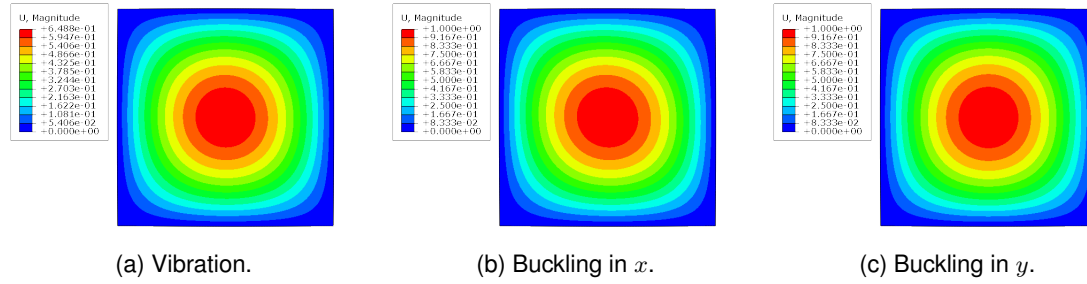 U, Magnitude
+6.488e-01
+5.947e-01
+5.406e-01
+4.866e-01
+4.325e-01
+3.785e-01
+3.244e-01
+2.703e-01
+2.163e-01
+1.622e-01
+1.081e-01
+5.406e-02
+0.000e+00
U, Magnitude
+1.000e+00
+9.167e-01
+8.333e-01
+7.500e-01
+6.667e-01
+5.833e-01
+5.000e-01
+4.167e-01
+3.333e-01
+2.500e-01
+1.667e-01
+8.333e-02
+0.000e+00
U, Magnitude
+1.000e+00
+9.167e-01
+8.333e-01
+7.500e-01
+6.667e-01
+5.833e-01
+5.000e-01
+4.167e-01
+3.333e-01
+2.500e-01
+1.667e-01
+8.333e-02
+0.000e+00
(a) Vibration.
(b) Buckling in x.
(c) Buckling in y.